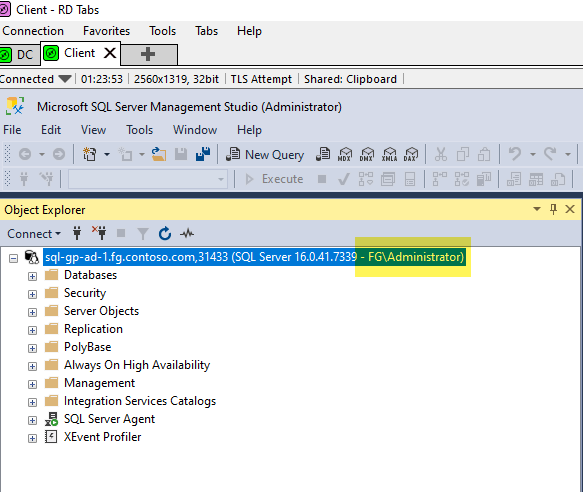 Client - RD Tabs
Connection Favorites Tools Tabs Help
DC Client
Connected 01:23:53 2560x1319, 32bit TLS Attempt Shared: Clipboard
Microsoft SQL Server Management Studio (Administrator)
File Edit View Tools Window Help
New Query MDX DMX XMLA DAX
Execute
Object Explorer
Connect
sql-gp-ad-1.fg.contoso.com,31433 (SQL Server 16.0.41.7339 - FG\Administrator)
Databases
Security
Server Objects
Replication
PolyBase
Always On High Availability
Management
Integration Services Catalogs
SQL Server Agent
XEvent Profiler